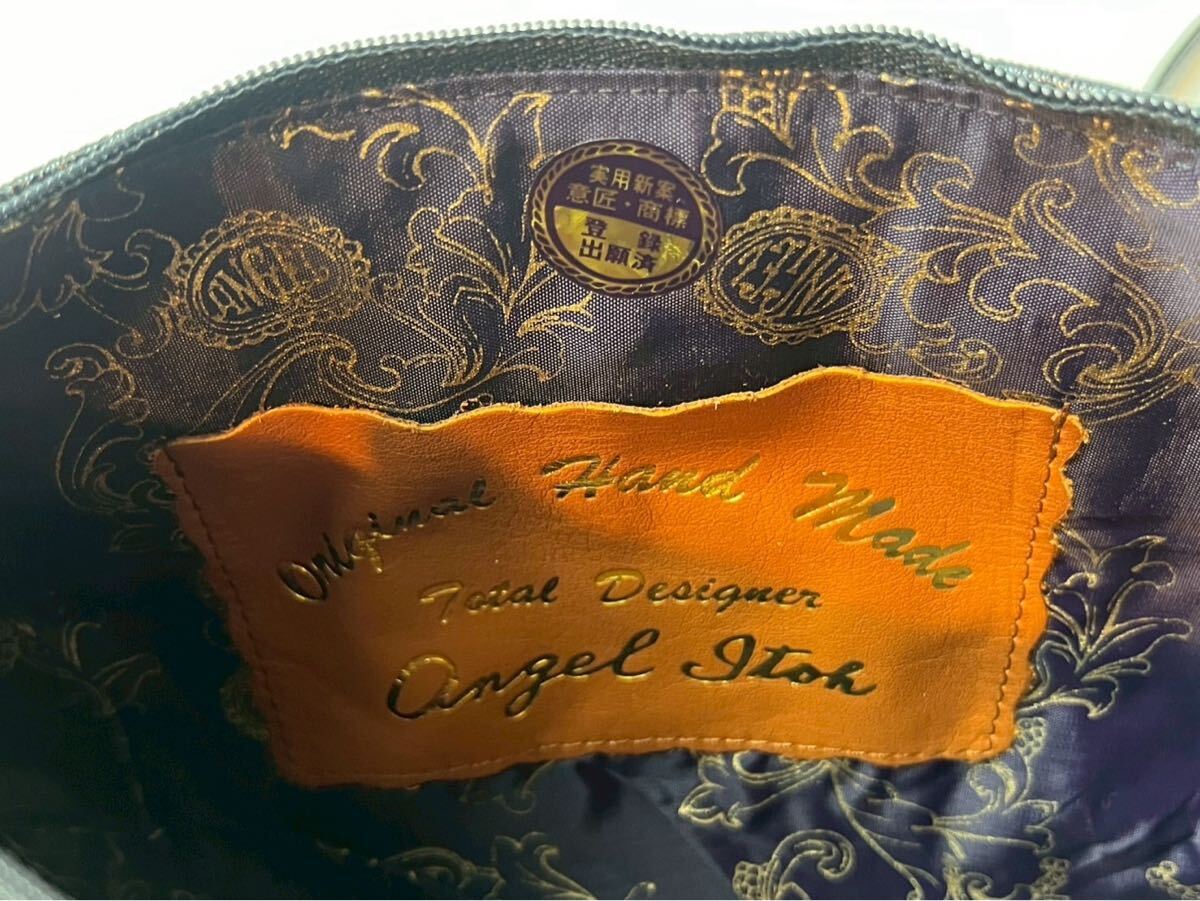 実用新案
意匠・商標
登録
出願済
ANGEL
Original Hand Made
Total Designer
Angel Itoh